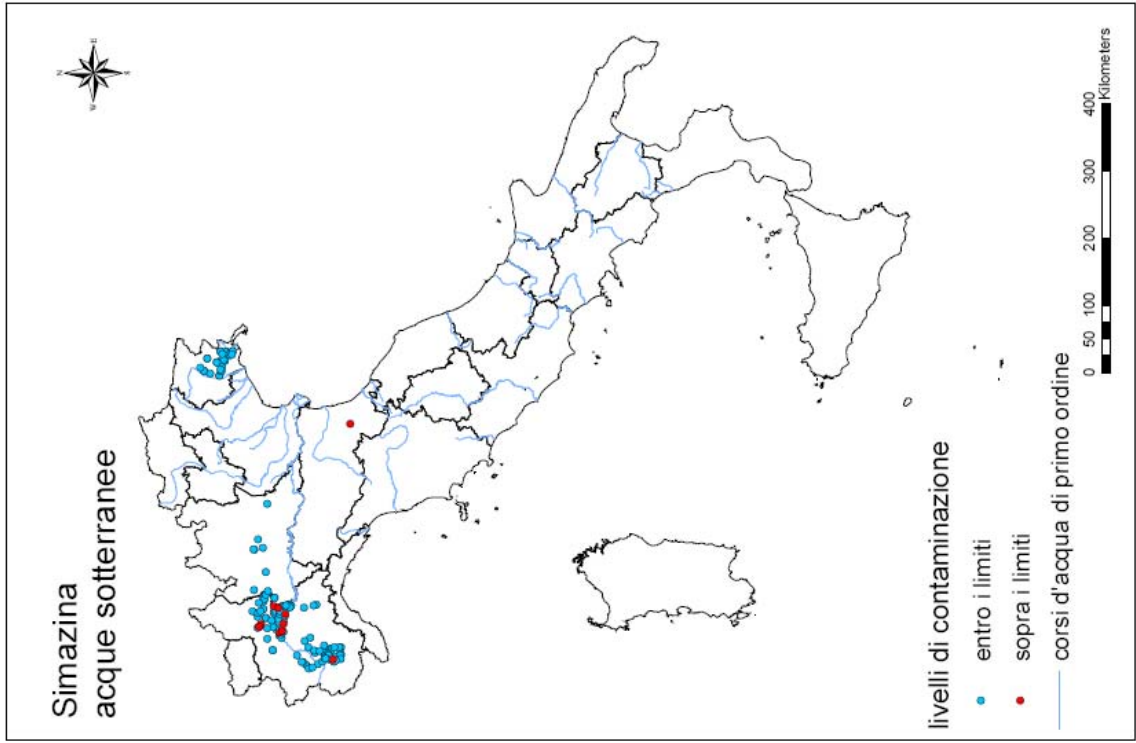 Simazina
acque sotterranee
N
livelli di contaminazione
entro i limiti
sopra i limiti
corsi d'acqua di primo ordine
0 50 100 200 300 400
Kilometers